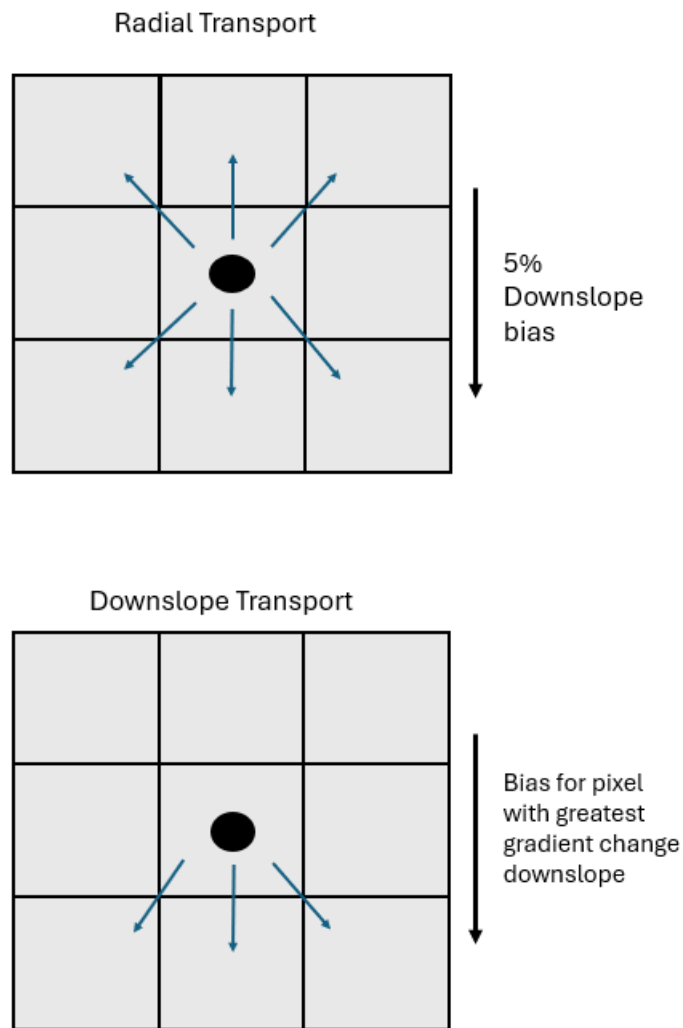 Radial Transport
5%
Downslope
bias
Downslope Transport
Bias for pixel
with greatest
gradient change
downslope